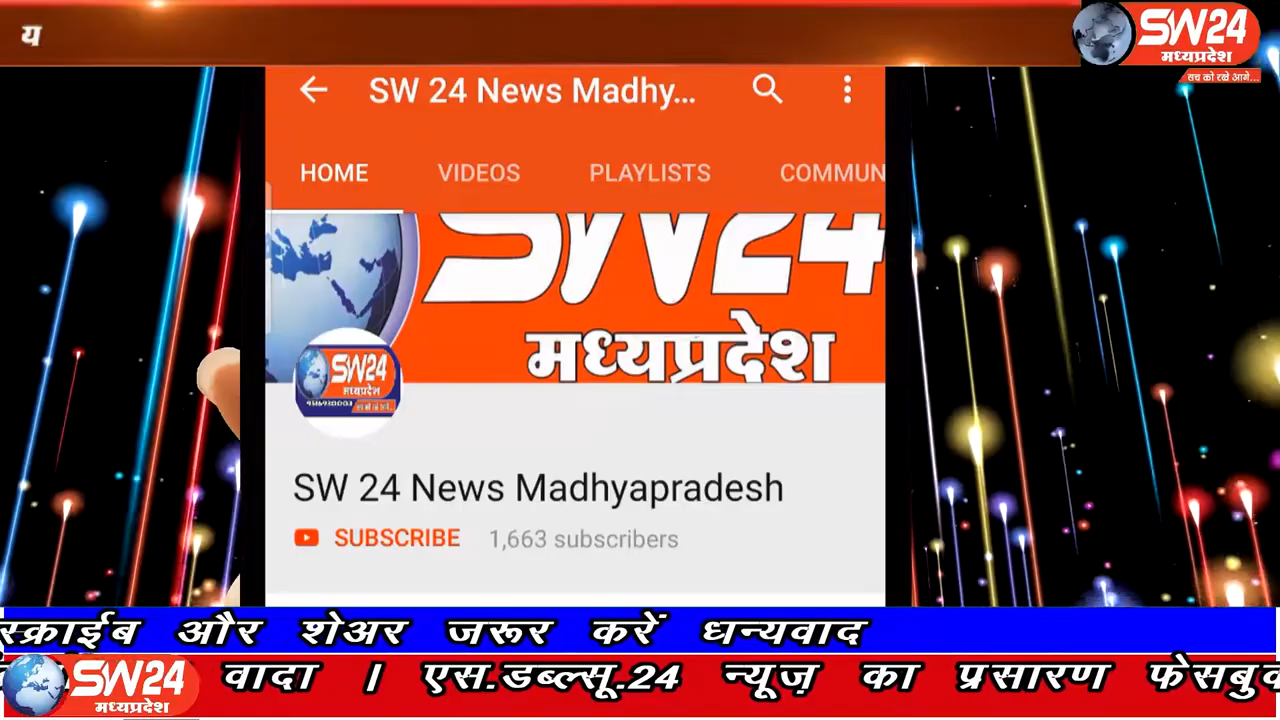 य
SW24
मध्यप्रदेश
सच को रखे आगे...
SW 24 News Madhy...
HOME VIDEOS PLAYLISTS COMMUN
SW24
मध्यप्रदेश
SW24
मध्यप्रदेश
SW 24 News Madhyapradesh
SUBSCRIBE 1,663 subscribers
स्क्राईब और शेअर जरूर करें धन्यवाद
वादा । एस.डब्ल्सू.24 न्यूज़ का प्रसारण फेसबुक
SW24
मध्यप्रदेश